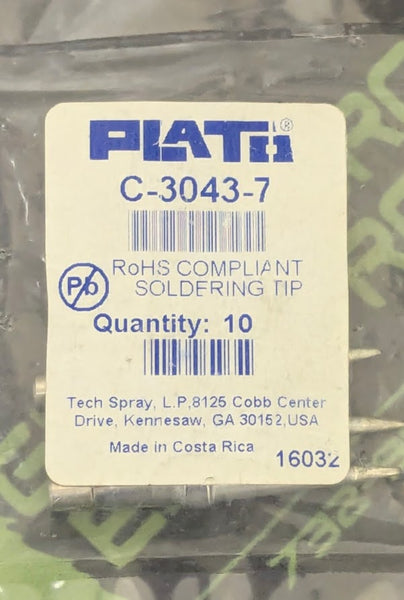 PLATO®
C-3043-7
Pb
RoHS COMPLIANT
SOLDERING TIP
Quantity: 10
Tech Spray, L.P,8125 Cobb Center
Drive, Kennesaw, GA 30152,USA
Made in Costa Rica
16032